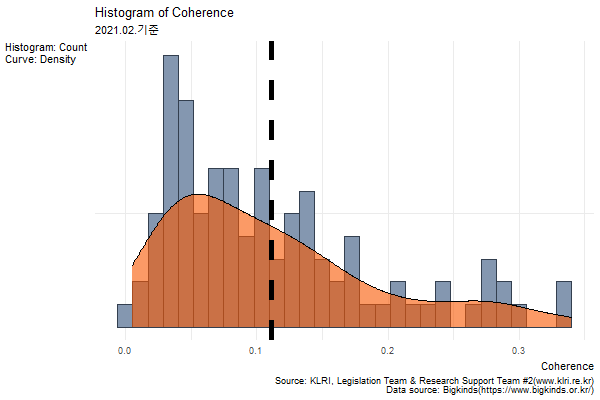 Histogram of Coherence
2021.02.기준
Histogram: Count
Curve: Density
0.0
0.1
0.2
0.3
Coherence
Source: KLRI, Legislation Team & Research Support Team #2(www.klri.re.kr)
Data source: Bigkinds(https://www.bigkinds.or.kr/)